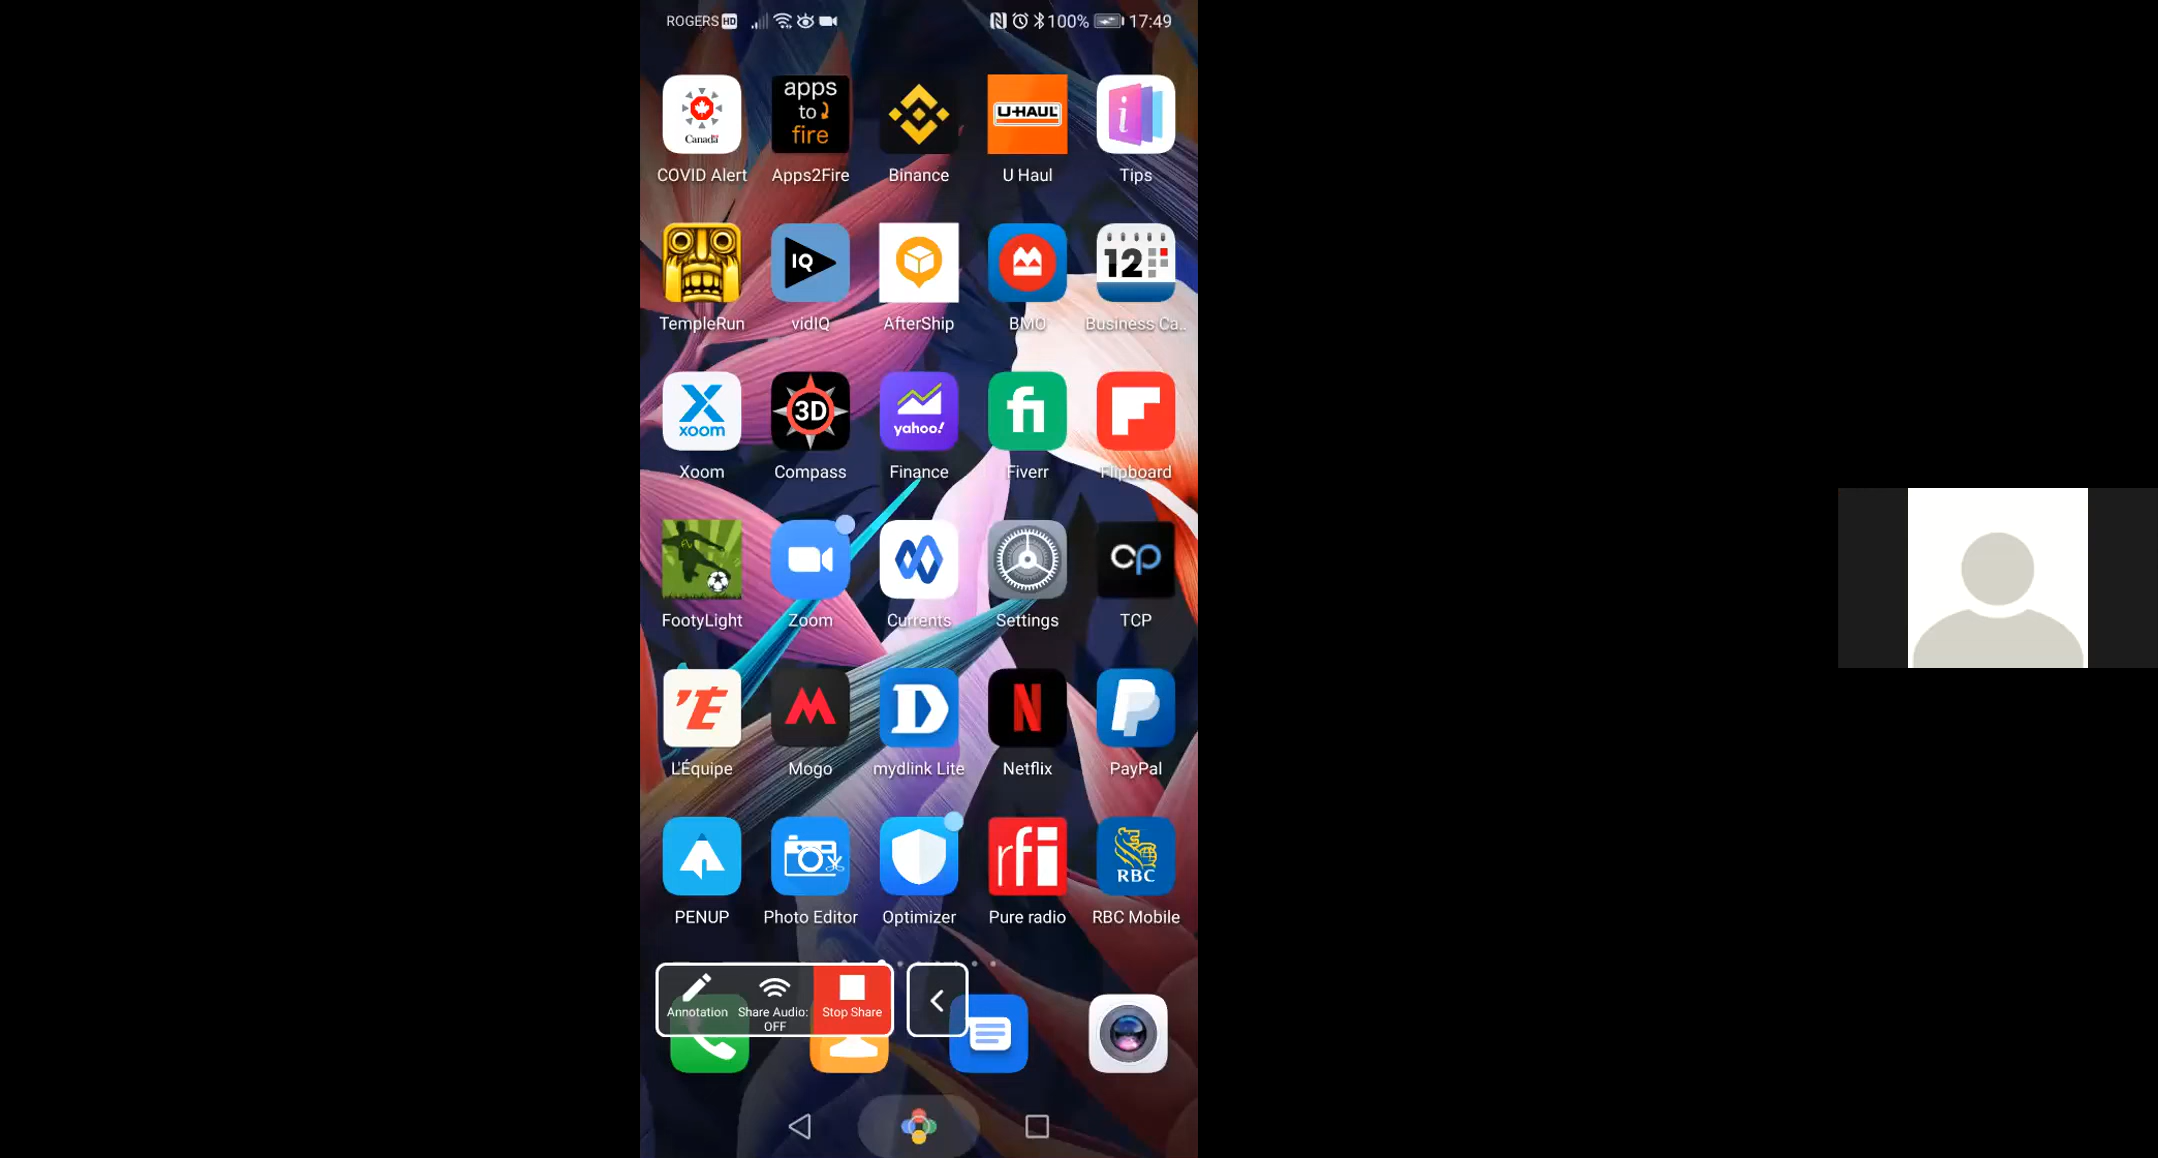 ROGERS HD 100% 17:49
Canada
apps
to
fire
U-HAUL
i
COVID Alert Apps2Fire Binance U Haul Tips
IQ
12
TempleRun vidIQ AfterShip BMO Business Ca..
X
xoom
3D
yahoo!
fi
F
Xoom Compass Finance Fiverr Flipboard
cp
FootyLight Zoom Currents Settings TCP
'É
M
D
N
P
L'Équipe Mogo mydlink Lite Netflix PayPal
rfi
RBC
PENUP Photo Editor Optimizer Pure radio RBC Mobile
Annotation Share Audio: Stop Share
OFF